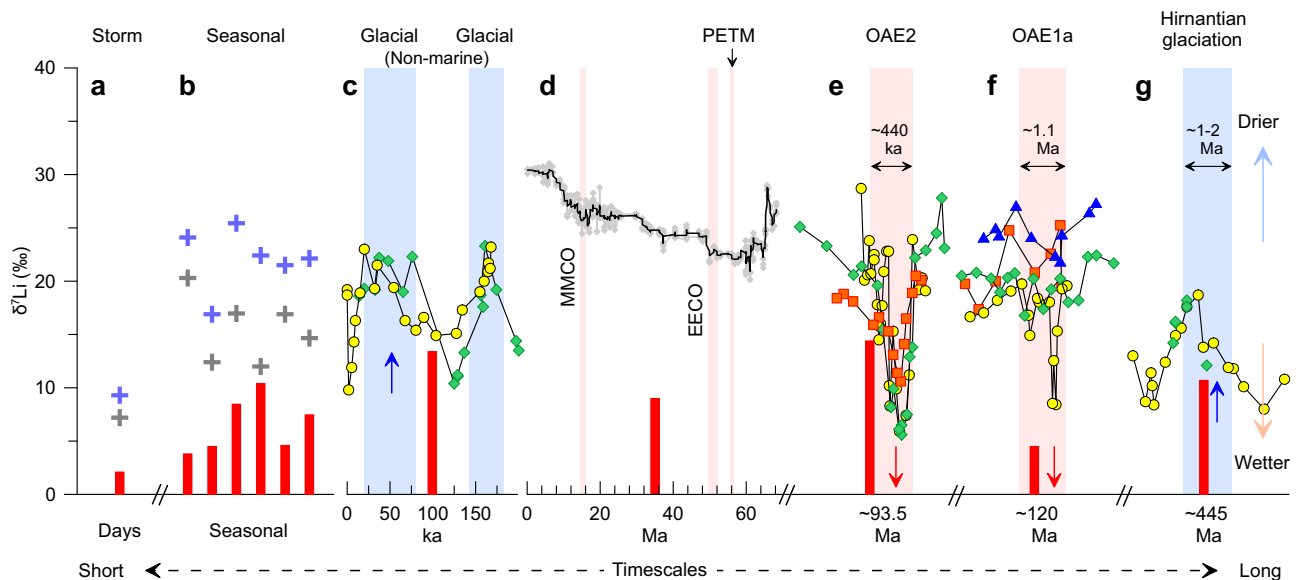 Storm Seasonal Glacial Glacial PETM OAE2 OAE1a Hirnantian
(Non-marine) glaciation
40
a b c d e f g
~440 ~1.1 ~1-2 Drier
ka Ma Ma
30
δ⁷Li (‰)
20
MMCO
EECO
10
Wetter
0
0 50 100 150 0 20 40 60 ~93.5 ~120 ~445
Days Seasonal ka Ma Ma Ma Ma
Short Timescales Long